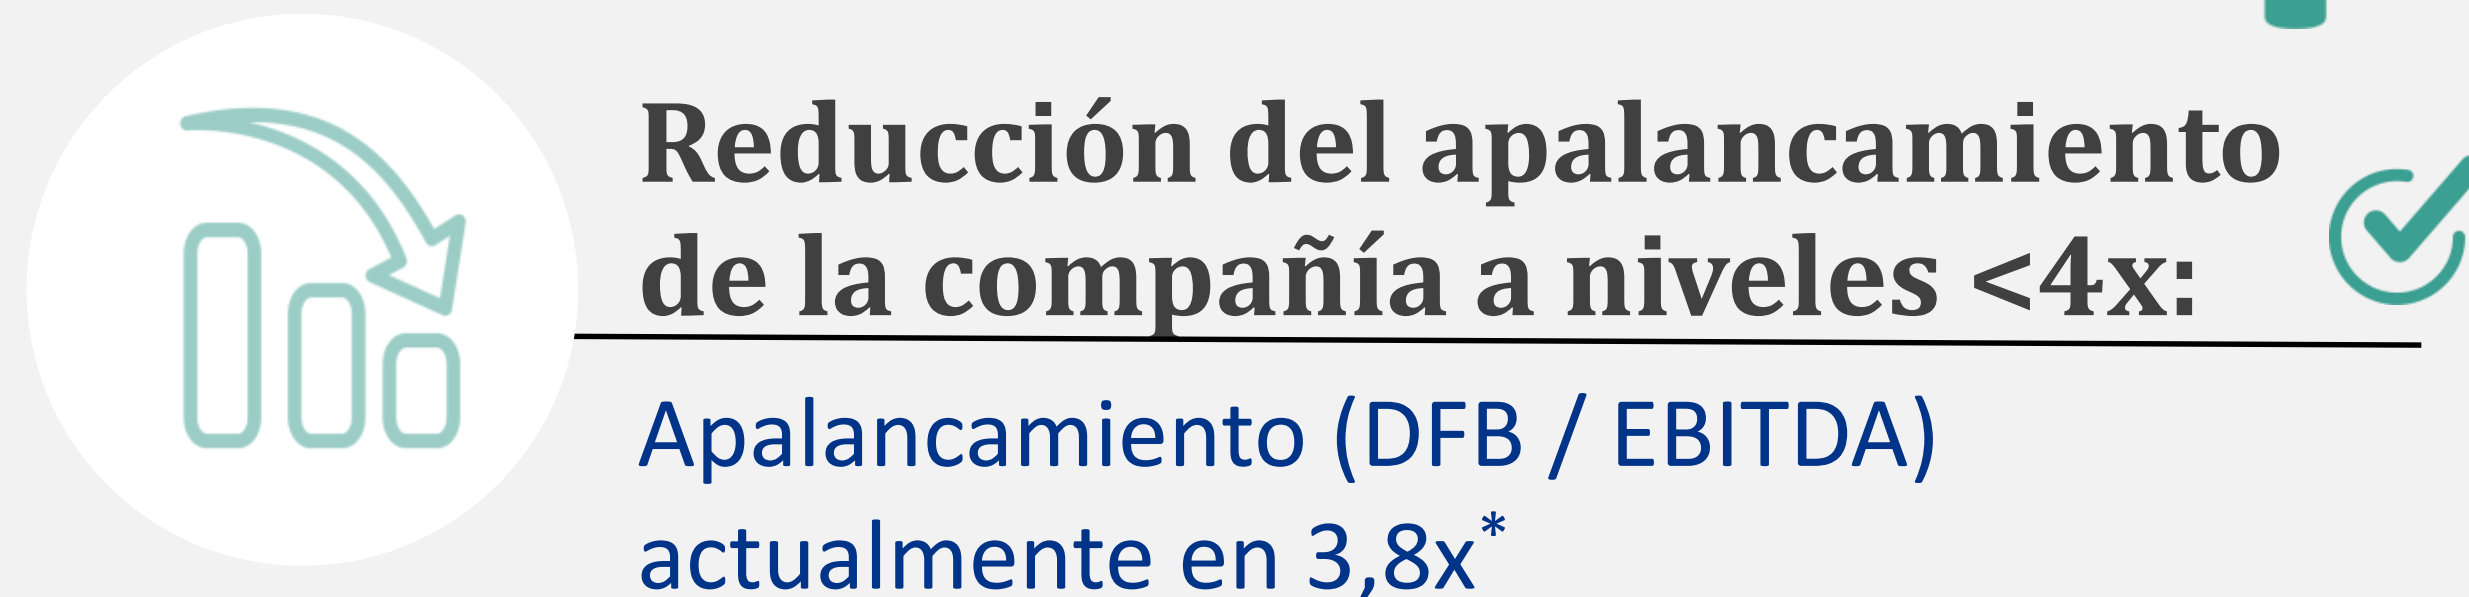 Reducción del apalancamiento
de la compañía a niveles <4x:
Apalancamiento (DFB / EBITDA)
actualmente en 3,8x*